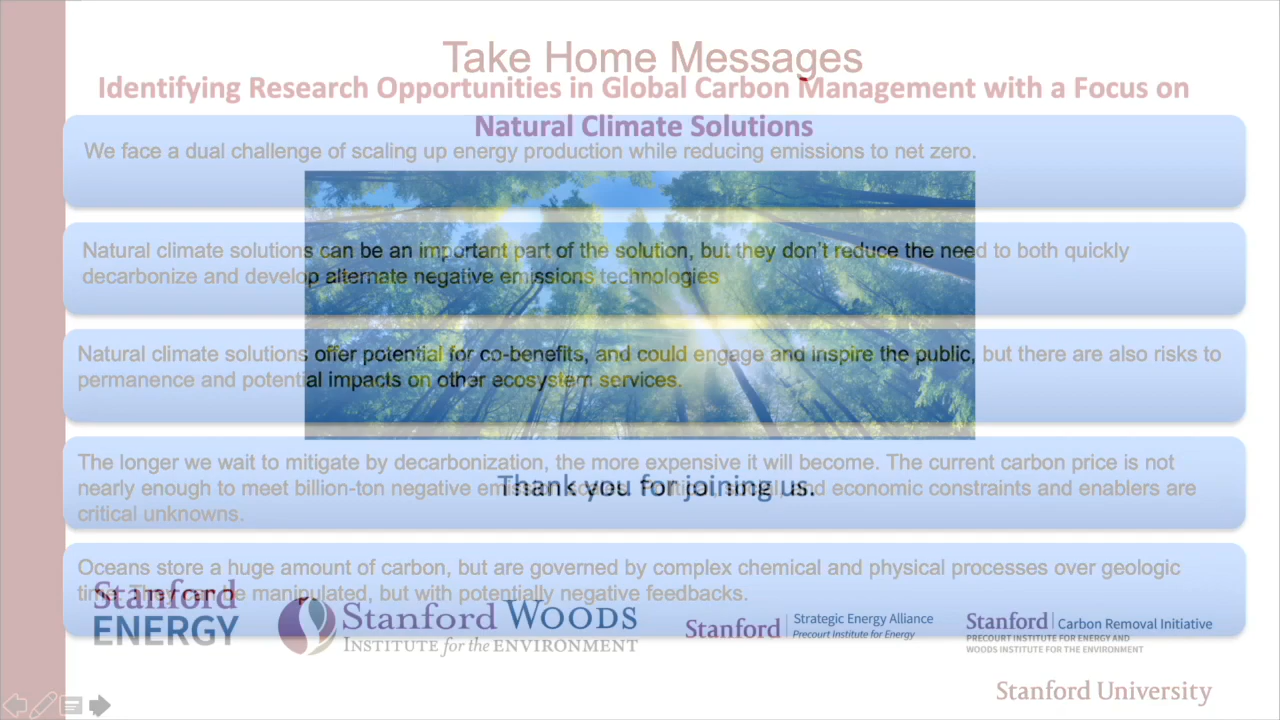 Take Home Messages
Identifying Research Opportunities in Global Carbon Management with a Focus on
Natural Climate Solutions
We face a dual challenge of scaling up energy production while reducing emissions to net zero.
Natural climate solutions can be an important part of the solution, but they don't reduce the need to both quickly
decarbonize and develop alternate negative emissions technologies
Natural climate solutions offer potential for co-benefits, and could engage and inspire the public, but there are also risks to
permanence and potential impacts on other ecosystem services.
The longer we wait to mitigate by decarbonization, the more expensive it will become. The current carbon price is not
nearly enough to meet billion-ton negative and economic constraints and enablers are
critical unknowns.
Thank you for joining us.
Oceans store a huge amount of carbon, but are governed by complex chemical and physical processes over geologic
time. They can be manipulated, but with potentially negative feedbacks.
Stanford
ENERGY
Stanford WOODS
INSTITUTE for the ENVIRONMENT
Stanford
Strategic Energy Alliance
Precourt Institute for Energy
Stanford Carbon Removal Initiative
PRECOURT INSTITUTE FOR ENERGY AND
WOODS INSTITUTE FOR THE ENVIRONMENT
Stanford University